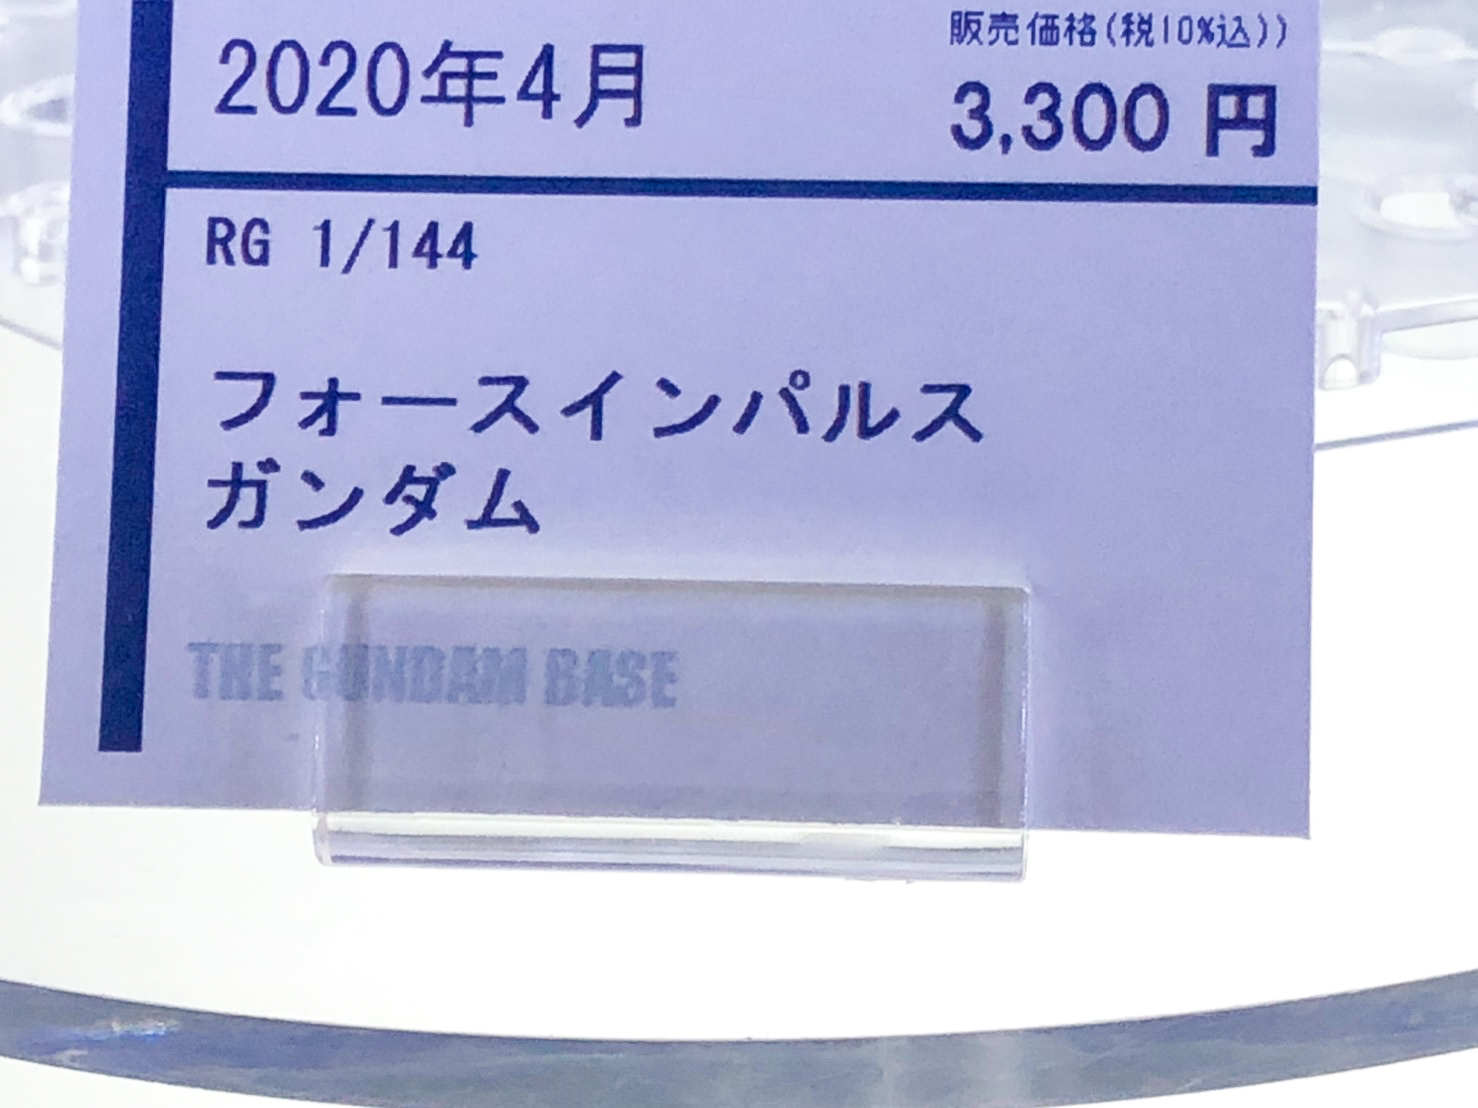 販売価格(税10%込))
2020年4月
3,300 円
RG 1/144
フォースインパルス
ガンダム
THE GUNDAM BASE